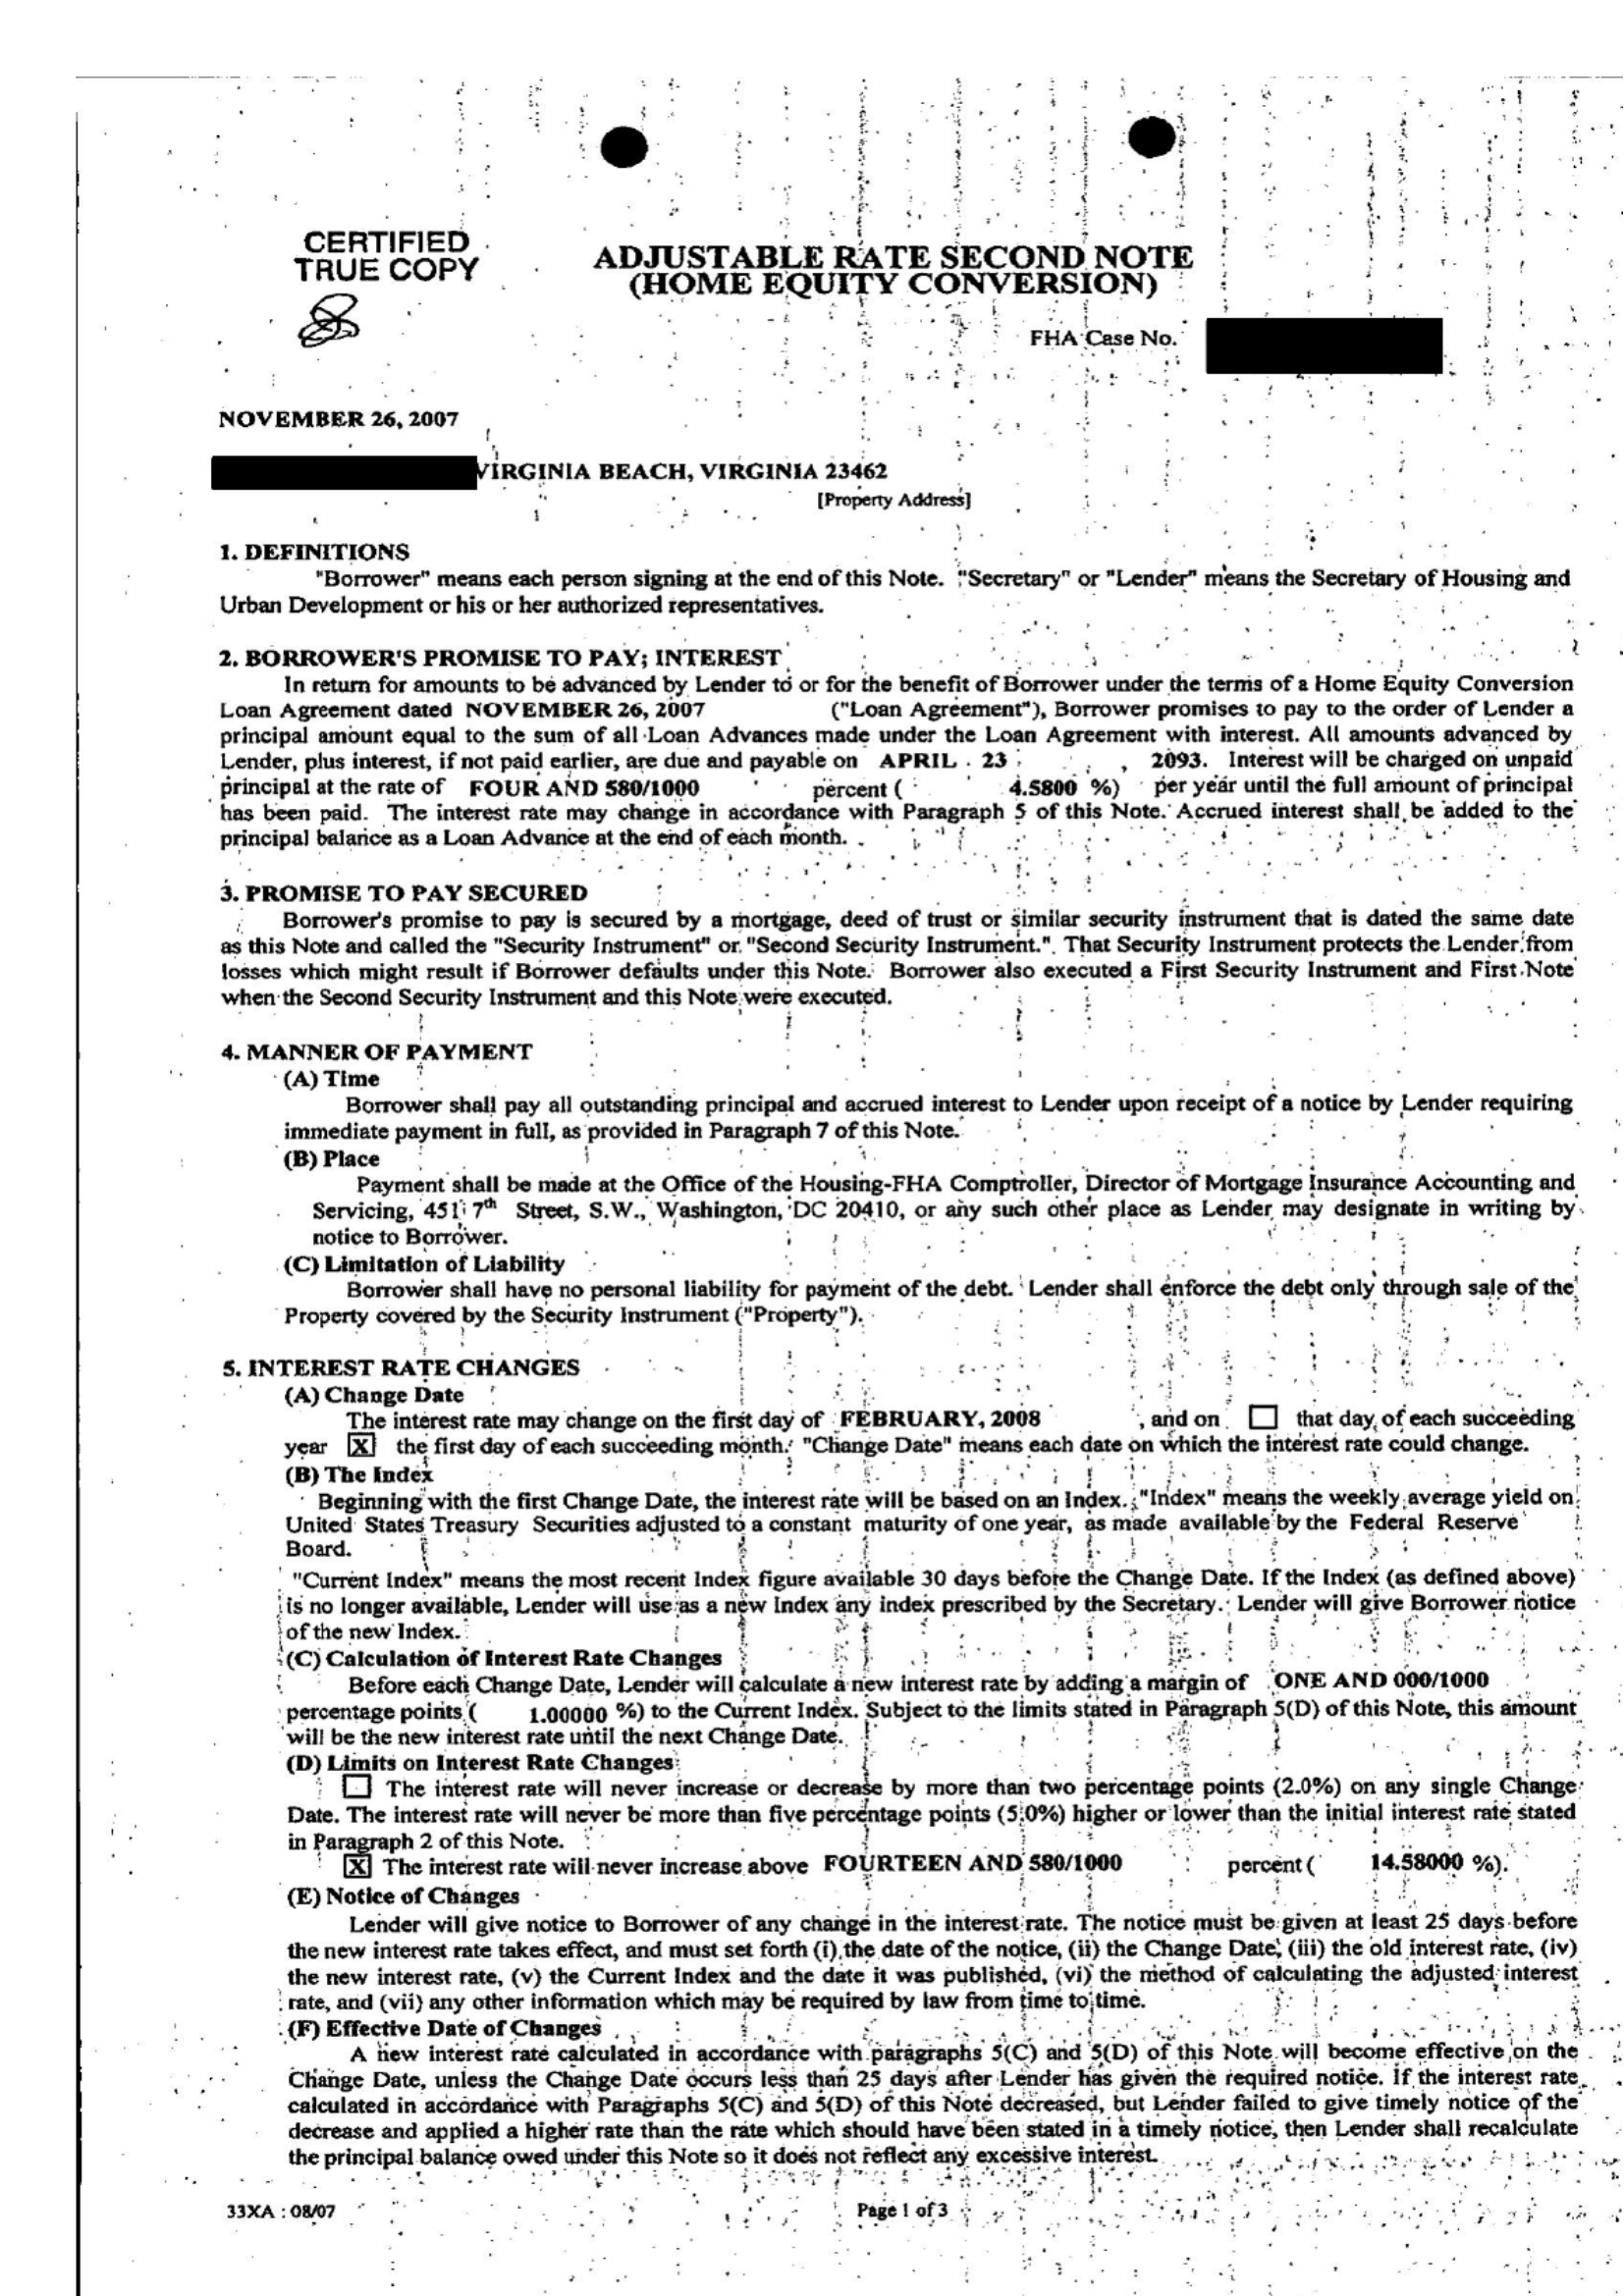 CERTIFIED
TRUE COPY
ADJUSTABLE RATE SECOND NOTE
(HOME EQUITY CONVERSION)
FHA Case No.
NOVEMBER 26, 2007
VIRGINIA BEACH, VIRGINIA 23462
[Property Address]
1. DEFINITIONS
"Borrower" means each person signing at the end of this Note. "Secretary" or "Lender" means the Secretary of Housing and
Urban Development or his or her authorized representatives.
2. BORROWER'S PROMISE TO PAY; INTEREST
In return for amounts to be advanced by Lender to or for the benefit of Borrower under the terms of a Home Equity Conversion
Loan Agreement dated NOVEMBER 26, 2007 ("Loan Agreement"), Borrower promises to pay to the order of Lender a
principal amount equal to the sum of all Loan Advances made under the Loan Agreement with interest. All amounts advanced by
Lender, plus interest, if not paid earlier, are due and payable on APRIL 23 , 2093. Interest will be charged on unpaid
principal at the rate of FOUR AND 580/1000 percent ( 4.5800 %) per year until the full amount of principal
has been paid. The interest rate may change in accordance with Paragraph 5 of this Note. Accrued interest shall be added to the
principal balance as a Loan Advance at the end of each month.
3. PROMISE TO PAY SECURED
Borrower's promise to pay is secured by a mortgage, deed of trust or similar security instrument that is dated the same date
as this Note and called the "Security Instrument" or "Second Security Instrument.". That Security Instrument protects the Lender from
losses which might result if Borrower defaults under this Note. Borrower also executed a First Security Instrument and First Note
when the Second Security Instrument and this Note were executed.
4. MANNER OF PAYMENT
(A) Time
Borrower shall pay all outstanding principal and accrued interest to Lender upon receipt of a notice by Lender requiring
immediate payment in full, as provided in Paragraph 7 of this Note.
(B) Place
Payment shall be made at the Office of the Housing-FHA Comptroller, Director of Mortgage Insurance Accounting and
Servicing, 451 7th Street, S.W., Washington, DC 20410, or any such other place as Lender may designate in writing by
notice to Borrower.
(C) Limitation of Liability
Borrower shall have no personal liability for payment of the debt. Lender shall enforce the debt only through sale of the
Property covered by the Security Instrument ("Property").
5. INTEREST RATE CHANGES
(A) Change Date
The interest rate may change on the first day of FEBRUARY, 2008 , and on ☐ that day of each succeeding
year [X] the first day of each succeeding month. "Change Date" means each date on which the interest rate could change.
(B) The Index
Beginning with the first Change Date, the interest rate will be based on an Index. "Index" means the weekly average yield on
United States Treasury Securities adjusted to a constant maturity of one year, as made available by the Federal Reserve
Board.
"Current Index" means the most recent Index figure available 30 days before the Change Date. If the Index (as defined above)
is no longer available, Lender will use as a new Index any index prescribed by the Secretary. Lender will give Borrower notice
of the new Index.
(C) Calculation of Interest Rate Changes
Before each Change Date, Lender will calculate a new interest rate by adding a margin of ONE AND 000/1000
percentage points ( 1.00000 %) to the Current Index. Subject to the limits stated in Paragraph 5(D) of this Note, this amount
will be the new interest rate until the next Change Date.
(D) Limits on Interest Rate Changes
☐ The interest rate will never increase or decrease by more than two percentage points (2.0%) on any single Change
Date. The interest rate will never be more than five percentage points (5.0%) higher or lower than the initial interest rate stated
in Paragraph 2 of this Note.
[X] The interest rate will never increase above FOURTEEN AND 580/1000 percent ( 14.58000 %).
(E) Notice of Changes
Lender will give notice to Borrower of any change in the interest rate. The notice must be given at least 25 days before
the new interest rate takes effect, and must set forth (i) the date of the notice, (ii) the Change Date, (iii) the old interest rate, (iv)
the new interest rate, (v) the Current Index and the date it was published, (vi) the method of calculating the adjusted interest
rate, and (vii) any other information which may be required by law from time to time.
(F) Effective Date of Changes
A new interest rate calculated in accordance with paragraphs 5(C) and 5(D) of this Note will become effective on the
Change Date, unless the Change Date occurs less than 25 days after Lender has given the required notice. If the interest rate
calculated in accordance with Paragraphs 5(C) and 5(D) of this Note decreased, but Lender failed to give timely notice of the
decrease and applied a higher rate than the rate which should have been stated in a timely notice, then Lender shall recalculate
the principal balance owed under this Note so it does not reflect any excessive interest.
33XA : 08/07
Page 1 of 3